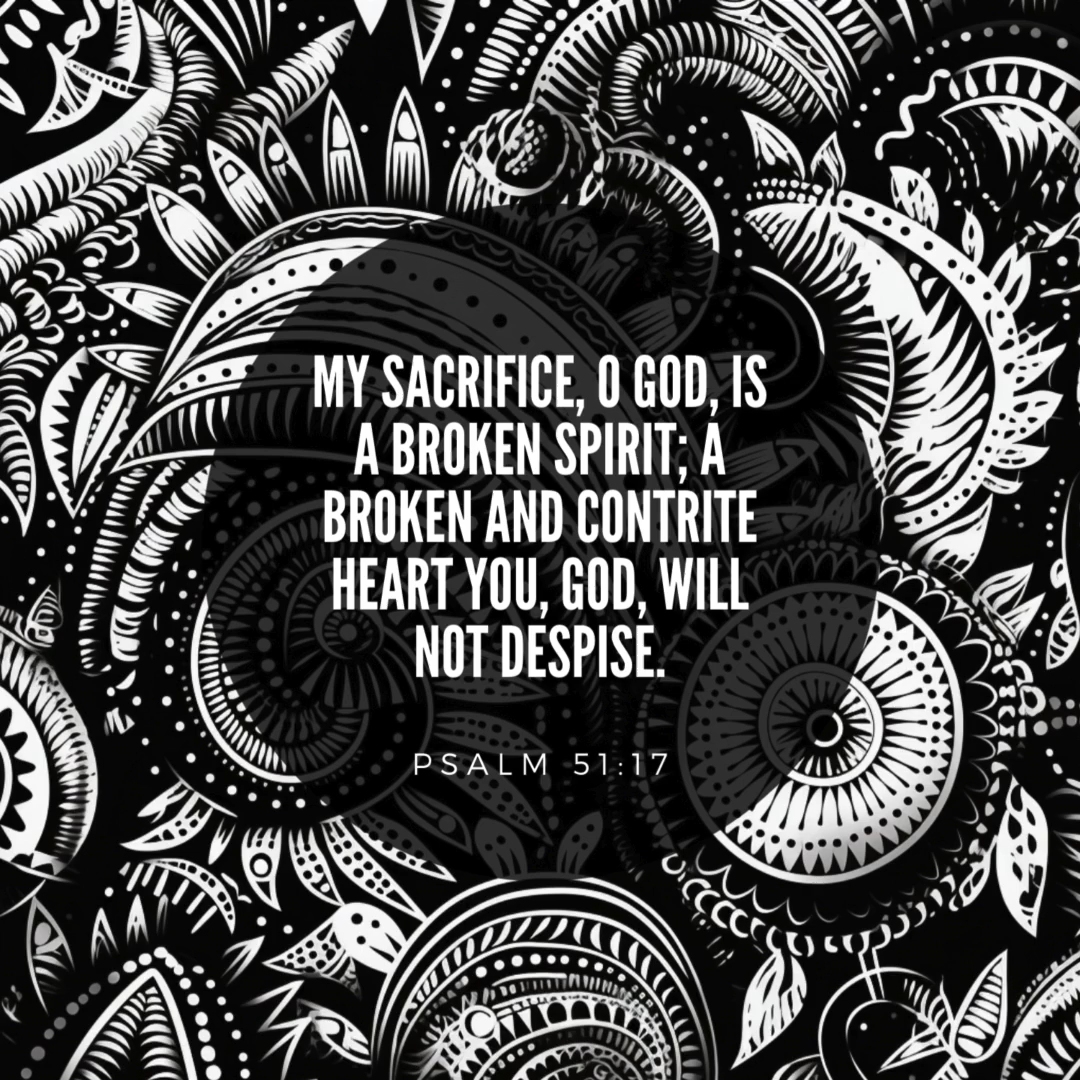 MY SACRIFICE, O GOD, IS
A BROKEN SPIRIT; A
BROKEN AND CONTRITE
HEART YOU, GOD, WILL
NOT DESPISE.
PSALM 51:17